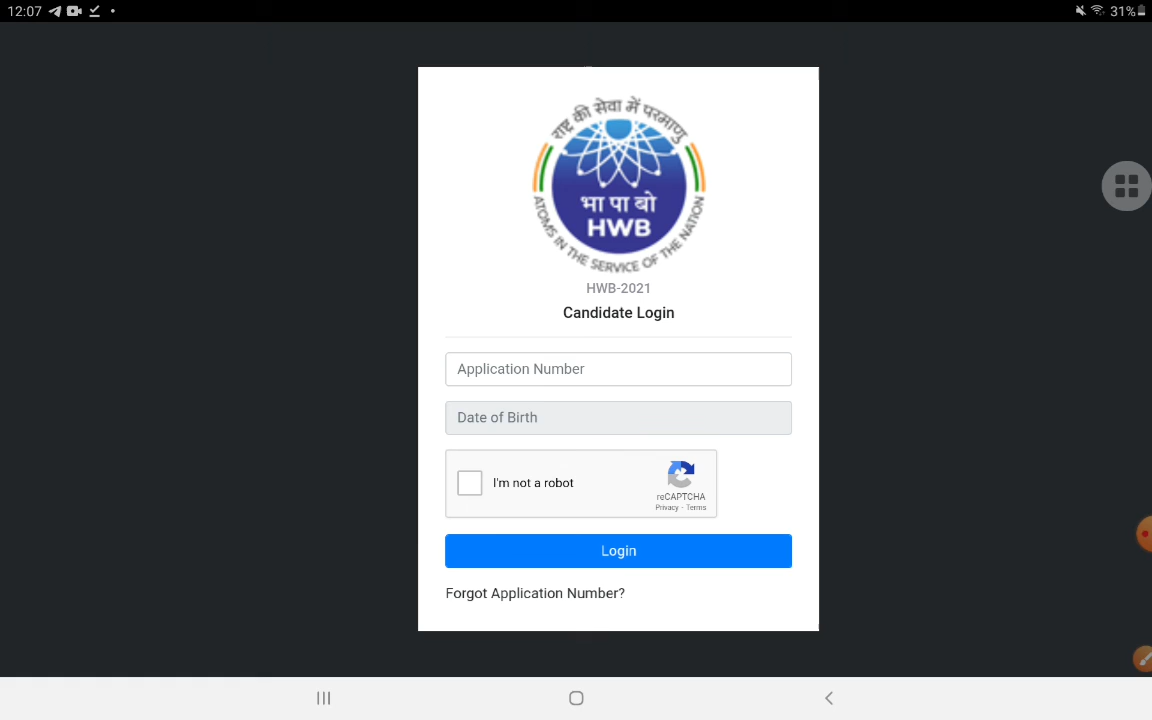 12:07
31%
राष्ट्र की सेवा में परमाणु
भा पा बो
HWB
ATOMS IN THE SERVICE OF THE NATION
HWB-2021
Candidate Login
Application Number
Date of Birth
I'm not a robot
reCAPTCHA
Privacy - Terms
Login
Forgot Application Number?